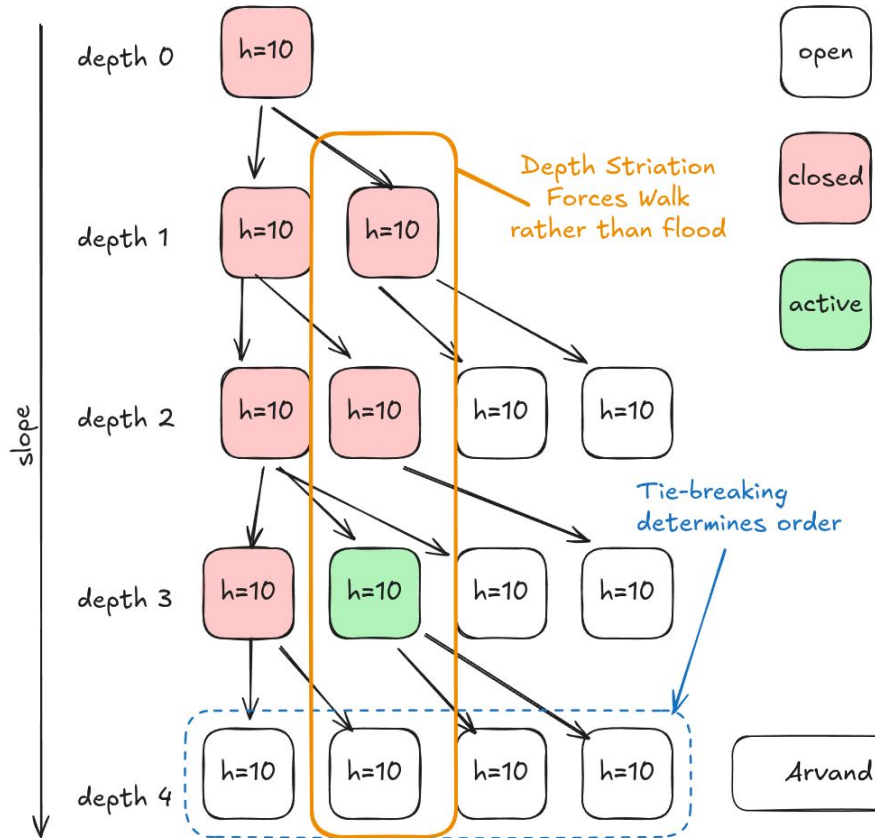 depth 0
h=10
open
Depth Striation
Forces Walk
rather than flood
closed
depth 1
h=10
h=10
active
slope
depth 2
h=10
h=10
h=10
h=10
Tie-breaking
determines order
depth 3
h=10
h=10
h=10
h=10
depth 4
h=10
h=10
h=10
h=10
Arvand